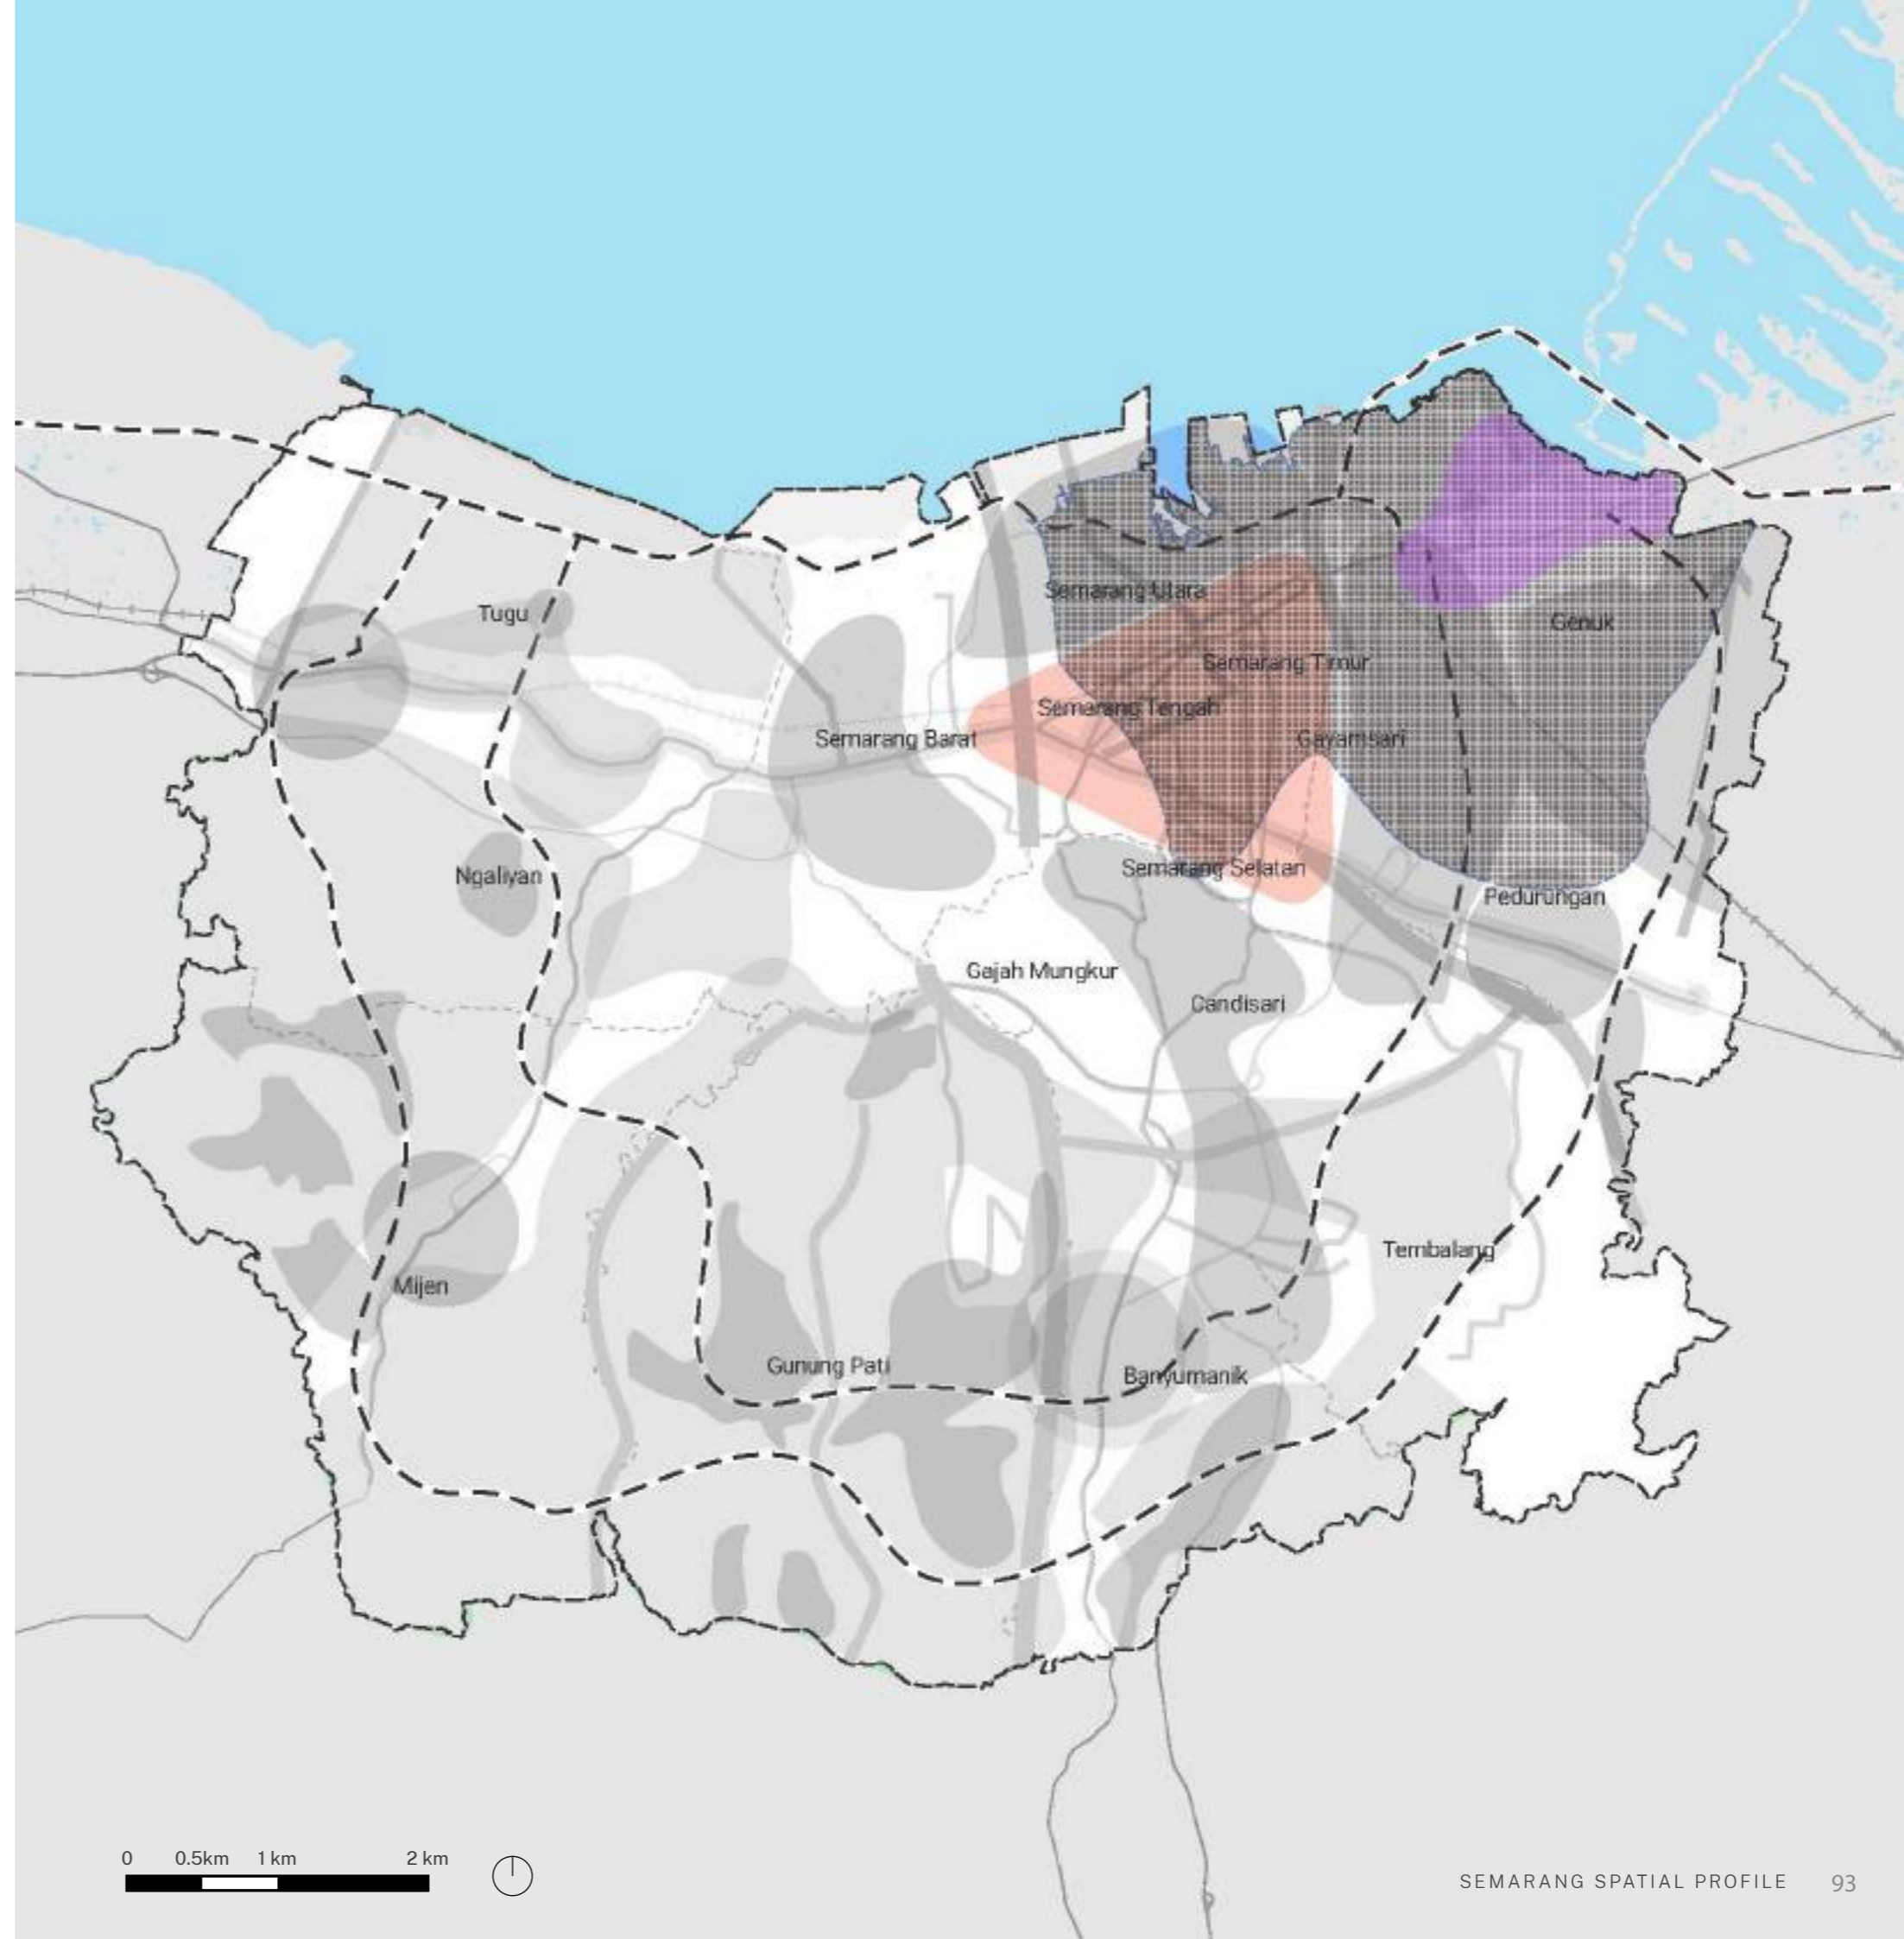 Semarang Utara
Tugu
Genuk
Semarang Timur
Semarang Tengah
Semarang Barat
Gayamsari
Semarang Selatan
Ngaliyan
Pedurungan
Gajah Mungkur
Candisari
Tembalang
Mijen
Gunung Pati
Banyumanik
0 0.5km 1 km 2 km
SEMARANG SPATIAL PROFILE 93